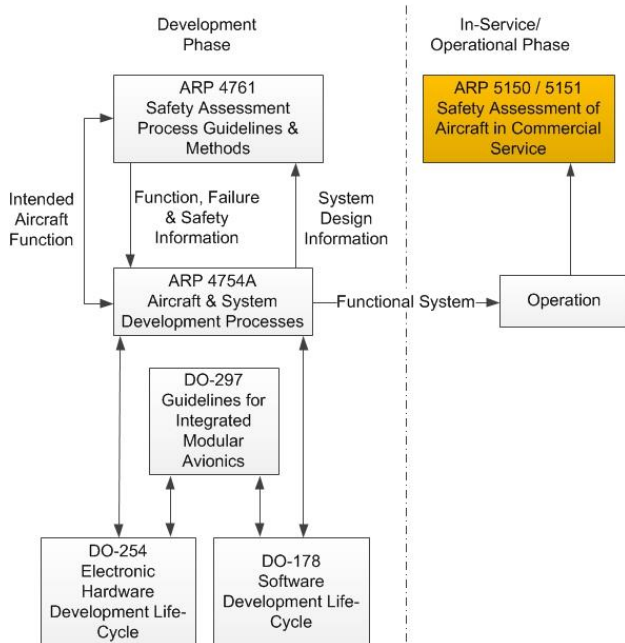 Development
Phase
In-Service/
Operational Phase
ARP 4761
Safety Assessment
Process Guidelines &
Methods
ARP 5150 / 5151
Safety Assessment of
Aircraft in Commercial
Service
Intended
Aircraft
Function
Function, Failure
& Safety
Information
System
Design
Information
ARP 4754A
Aircraft & System
Development Processes
Functional System
Operation
DO-297
Guidelines for
Integrated
Modular
Avionics
DO-254
Electronic
Hardware
Development Life-
Cycle
DO-178
Software
Development Life-
Cycle